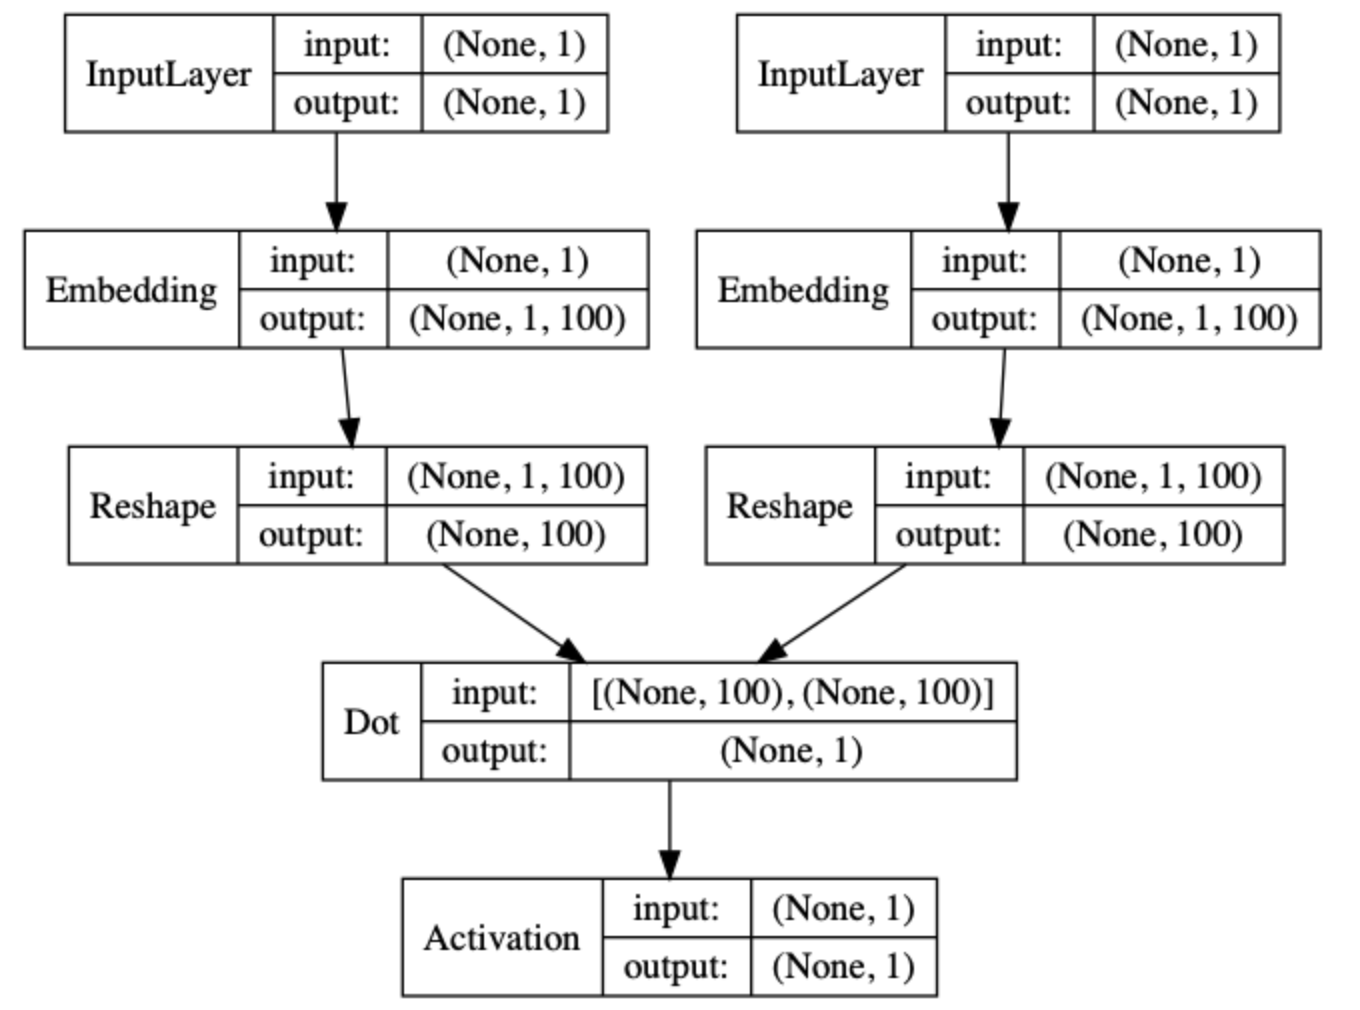 InputLayer input: (None, 1)
output: (None, 1)
InputLayer input: (None, 1)
output: (None, 1)
Embedding input: (None, 1)
output: (None, 1, 100)
Embedding input: (None, 1)
output: (None, 1, 100)
Reshape input: (None, 1, 100)
output: (None, 100)
Reshape input: (None, 1, 100)
output: (None, 100)
Dot input: [(None, 100), (None, 100)]
output: (None, 1)
Activation input: (None, 1)
output: (None, 1)